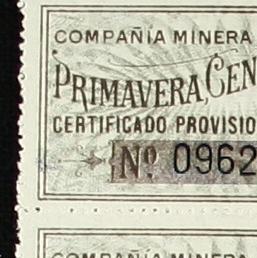 COMPAÑIA MINERA
PRIMAVERA, CEN
CERTIFICADO PROVISIO
Nº 0962
COMPAÑIA MINERA